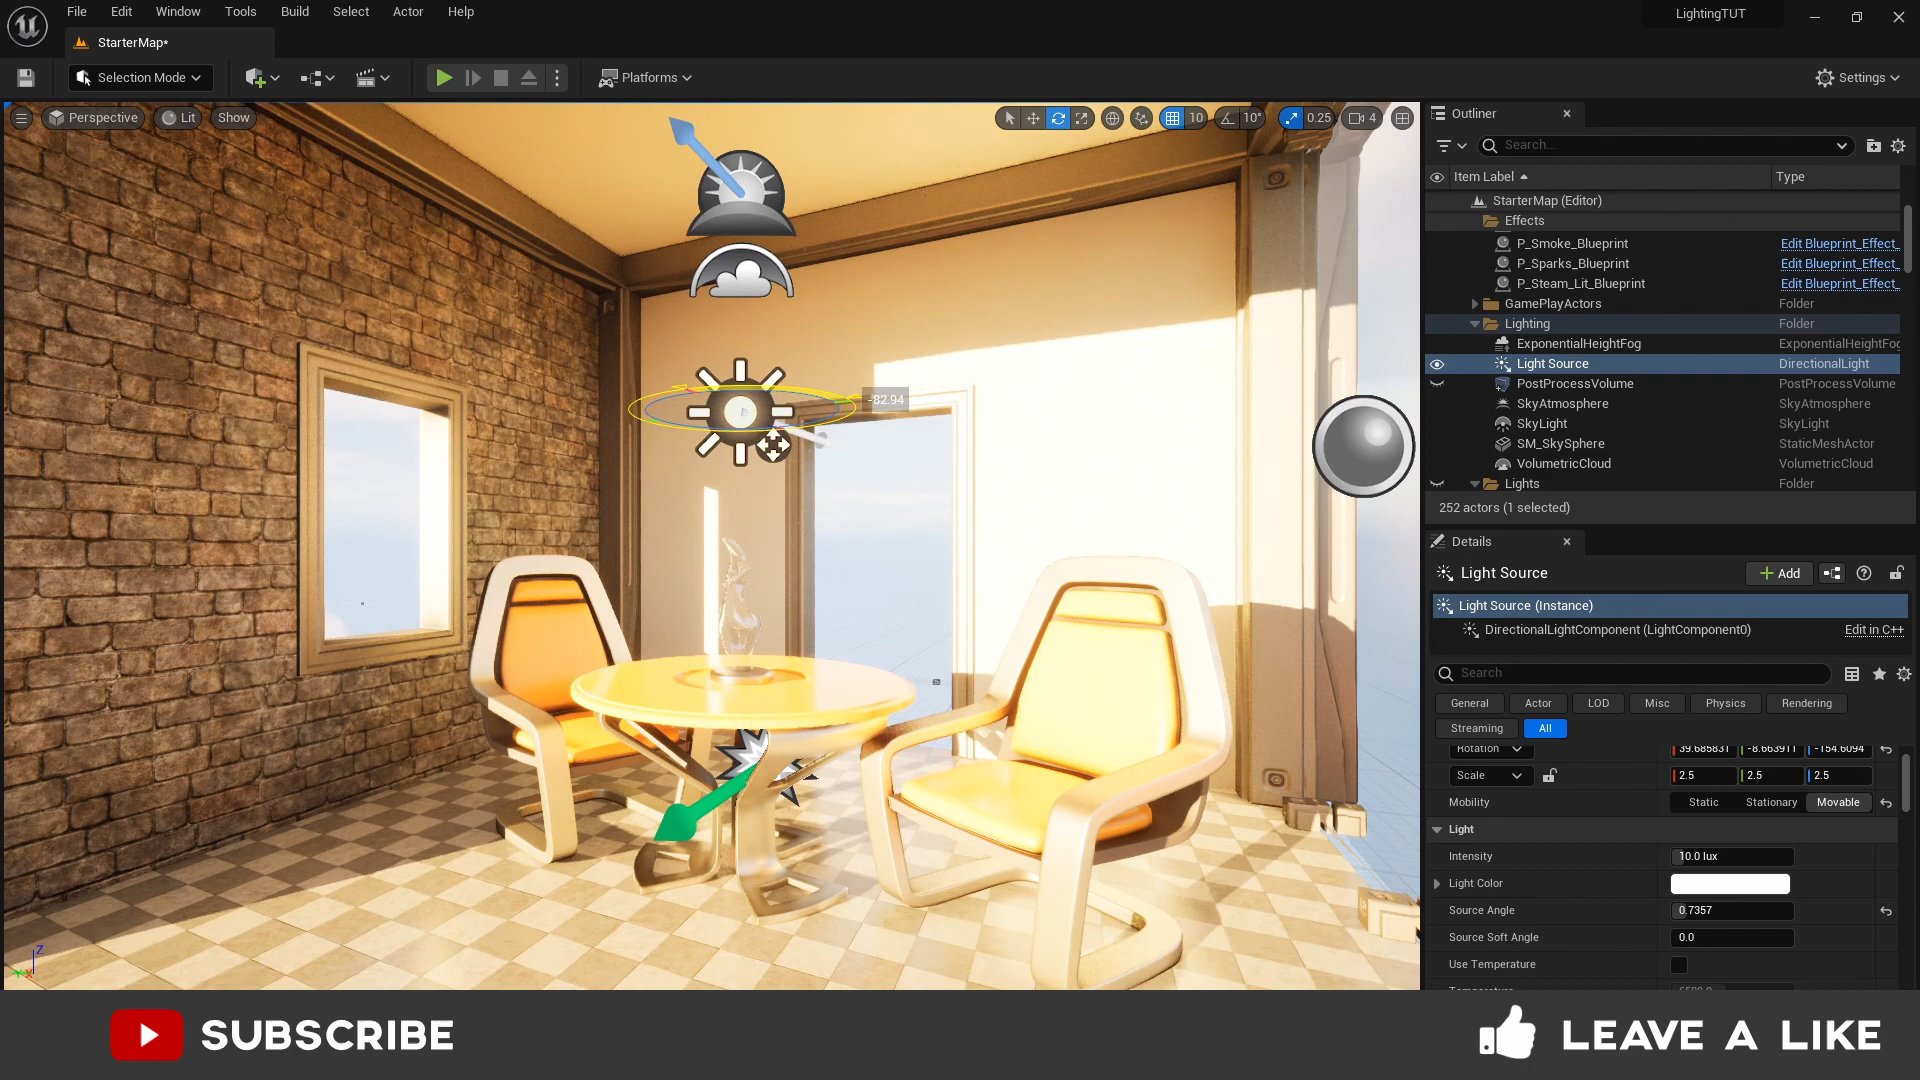 File Edit Window Tools Build Select Actor Help
LightingTUT
StarterMap*
Selection Mode
Platforms
Settings
Perspective
Lit
Show
10
10°
0.25
4
-82.94
Outliner
Search...
Item Label
Type
StarterMap (Editor)
Effects
P_Smoke_Blueprint Edit Blueprint_Effect_
P_Sparks_Blueprint Edit Blueprint_Effect_
P_Steam_Lit_Blueprint Edit Blueprint_Effect_
GamePlayActors Folder
Lighting Folder
ExponentialHeightFog ExponentialHeightFog
Light Source DirectionalLight
PostProcessVolume PostProcessVolume
SkyAtmosphere SkyAtmosphere
SkyLight SkyLight
SM_SkySphere StaticMeshActor
VolumetricCloud VolumetricCloud
Lights Folder
252 actors (1 selected)
Details
Light Source
Add
Light Source (Instance)
DirectionalLightComponent (LightComponent0) Edit in C++
Search
General Actor LOD Misc Physics Rendering
Streaming All
Rotation 39.685831 -8.663911 -154.6094
Scale 2.5 2.5 2.5
Mobility Static Stationary Movable
Light
Intensity 10.0 lux
Light Color
Source Angle 0.7357
Source Soft Angle 0.0
Use Temperature
Z
X
SUBSCRIBE
LEAVE A LIKE